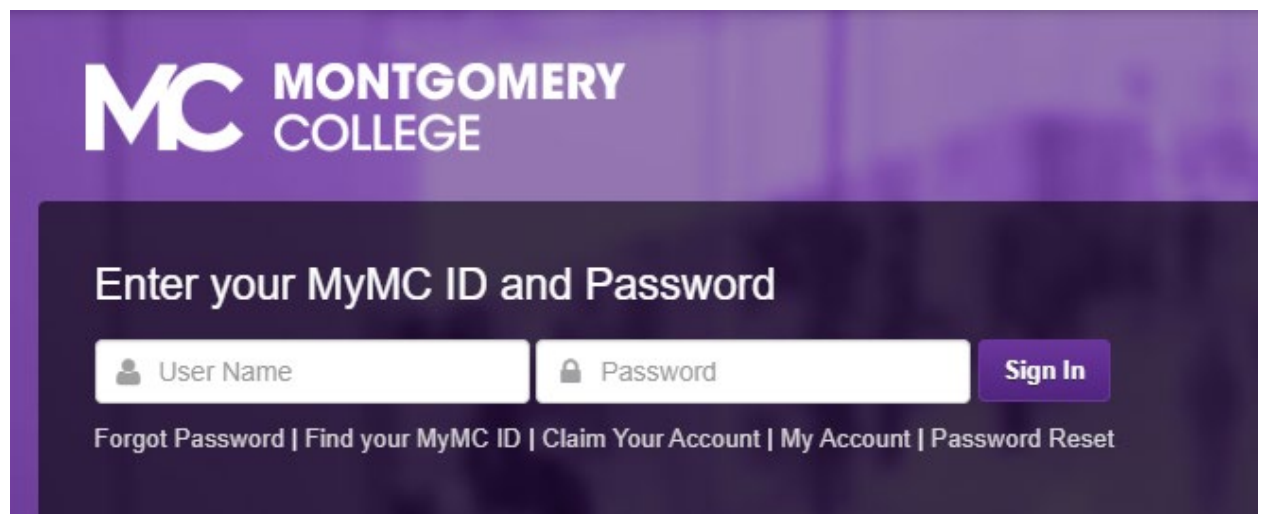 MC MONTGOMERY
COLLEGE
Enter your MyMC ID and Password
User Name Password Sign In
Forgot Password | Find your MyMC ID | Claim Your Account | My Account | Password Reset